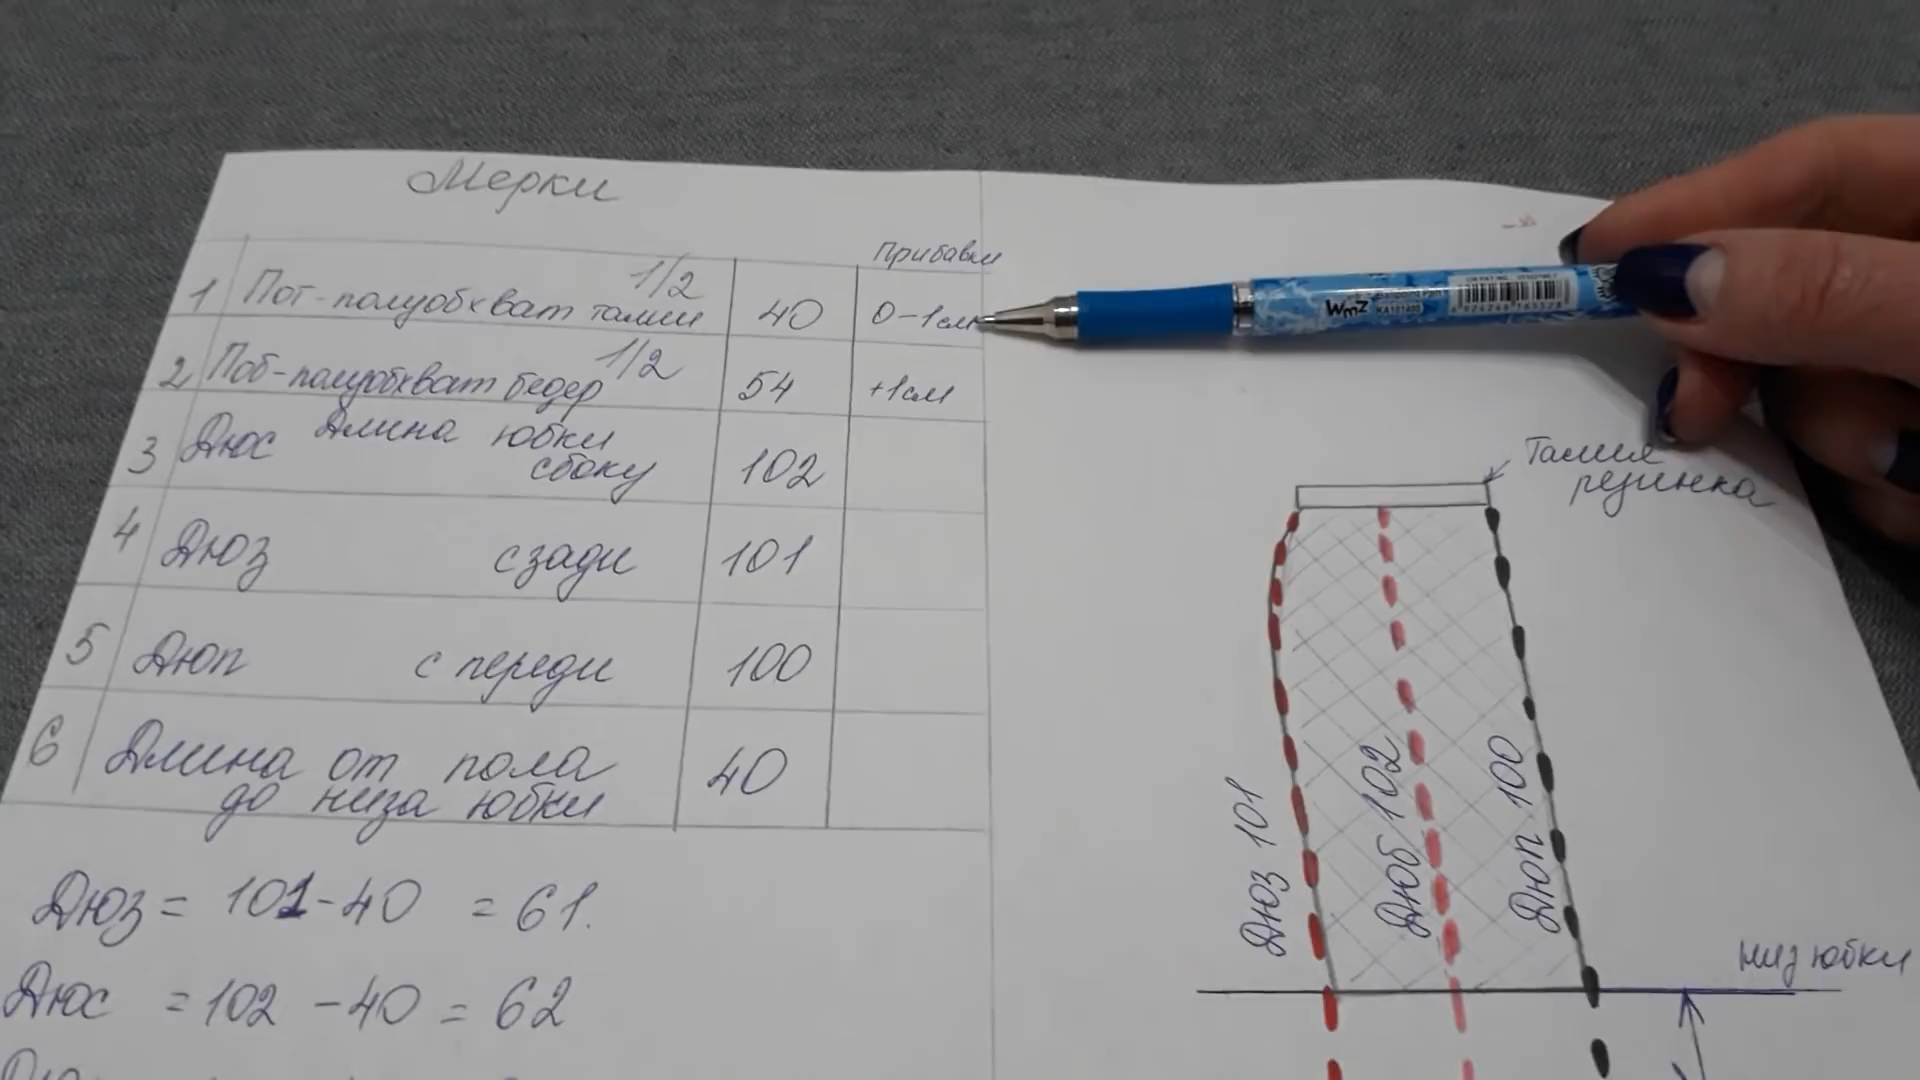 Мерки
Прибавки
1 Пот-полуобхват талии 1/2 40 0-1см
2 Поб-полуобхват бедер 1/2 54 +1см
3 Дюс Длина юбки
сбоку 102
4 Дюз сзади 101
5 Дюп с переди 100
6 Длина от пола
до низа юбки 40
Дюз = 101-40 = 61.
Дюс = 102 -40 = 62
Талия
резинка
Дюз 101
Дюб 102
Дюп 100
низ юбки
WmZ